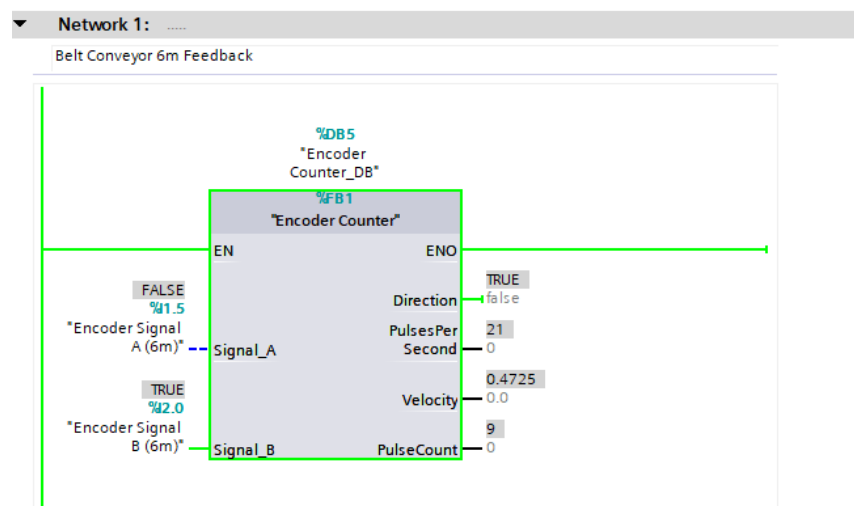 Network 1: .....
Belt Conveyor 6m Feedback
%DB5
"Encoder
Counter_DB"
%FB1
"Encoder Counter"
EN
ENO
FALSE
%I1.5
"Encoder Signal
A (6m)"
Signal_A
TRUE
%I2.0
"Encoder Signal
B (6m)"
Signal_B
Direction
TRUE
false
PulsesPer
Second
21
0
Velocity
0.4725
0.0
PulseCount
9
0